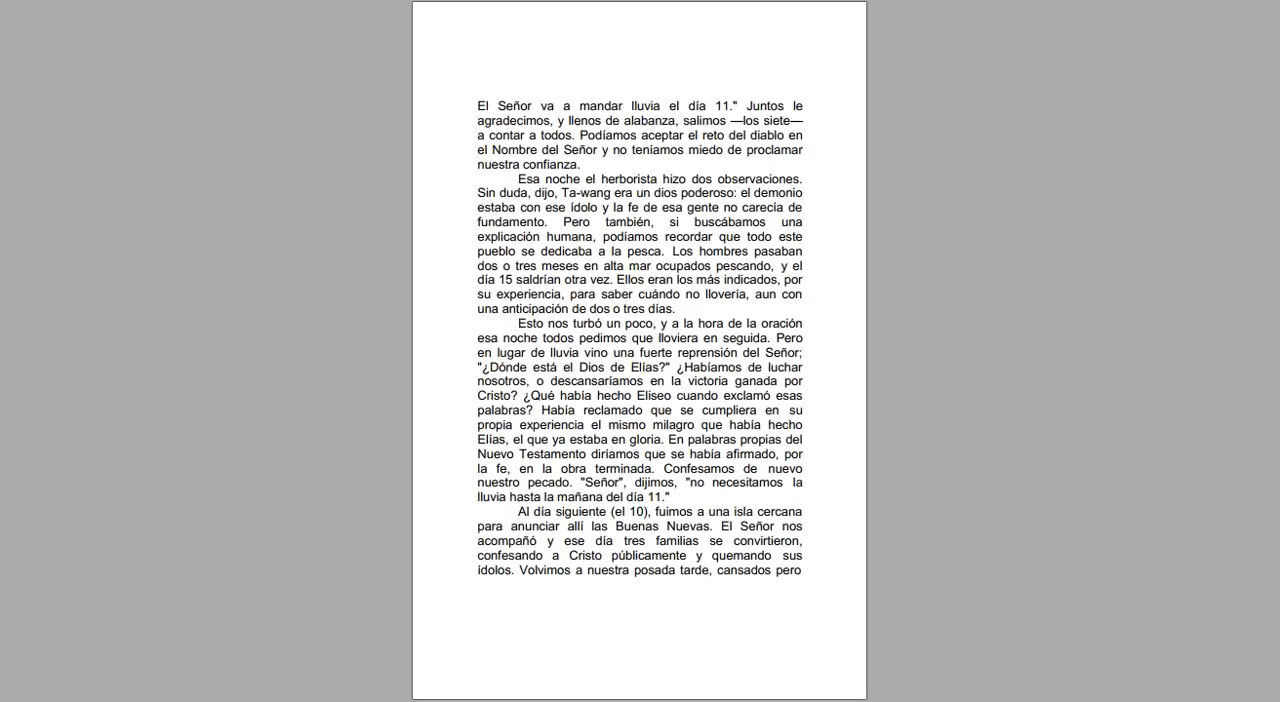 El Señor va a mandar lluvia el día 11." Juntos le
agradecimos, y llenos de alabanza, salimos —los siete—
a contar a todos. Podíamos aceptar el reto del diablo en
el Nombre del Señor y no teníamos miedo de proclamar
nuestra confianza.
Esa noche el herborista hizo dos observaciones.
Sin duda, dijo, Ta-wang era un dios poderoso: el demonio
estaba con ese ídolo y la fe de esa gente no carecía de
fundamento. Pero también, si buscábamos una
explicación humana, podíamos recordar que todo este
pueblo se dedicaba a la pesca. Los hombres pasaban
dos o tres meses en alta mar ocupados pescando, y el
día 15 saldrían otra vez. Ellos eran los más indicados, por
su experiencia, para saber cuándo no llovería, aun con
una anticipación de dos o tres días.
Esto nos turbó un poco, y a la hora de la oración
esa noche todos pedimos que lloviera en seguida. Pero
en lugar de lluvia vino una fuerte reprensión del Señor;
"¿Dónde está el Dios de Elías?" ¿Habíamos de luchar
nosotros, o descansaríamos en la victoria ganada por
Cristo? ¿Qué había hecho Eliseo cuando exclamó esas
palabras? Había reclamado que se cumpliera en su
propia experiencia el mismo milagro que había hecho
Elías, el que ya estaba en gloria. En palabras propias del
Nuevo Testamento diríamos que se había afirmado, por
la fe, en la obra terminada. Confesamos de nuevo
nuestro pecado. "Señor", dijimos, "no necesitamos la
lluvia hasta la mañana del día 11."
Al día siguiente (el 10), fuimos a una isla cercana
para anunciar allí las Buenas Nuevas. El Señor nos
acompañó y ese día tres familias se convirtieron,
confesando a Cristo públicamente y quemando sus
ídolos. Volvimos a nuestra posada tarde, cansados pero